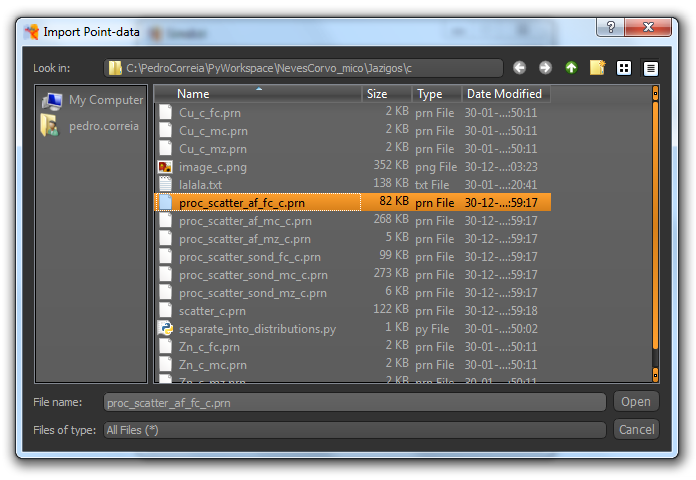 Import Point-data
Look in: C:\PedroCorreia\PyWorkspace\NevesCorvo_mico\Jazigos\c
My Computer
pedro.correia
Name Size Type Date Modified
Cu_c_fc.prn 2 KB prn File 30-01-...:50:11
Cu_c_mc.prn 2 KB prn File 30-01-...:50:11
Cu_c_mz.prn 2 KB prn File 30-01-...:50:11
image_c.png 352 KB png File 30-12-...:03:23
lalala.txt 138 KB txt File 30-01-...:20:41
proc_scatter_af_fc_c.prn 82 KB prn File 30-12-...:59:17
proc_scatter_af_mc_c.prn 268 KB prn File 30-12-...:59:17
proc_scatter_af_mz_c.prn 5 KB prn File 30-12-...:59:17
proc_scatter_sond_fc_c.prn 99 KB prn File 30-12-...:59:17
proc_scatter_sond_mc_c.prn 273 KB prn File 30-12-...:59:17
proc_scatter_sond_mz_c.prn 6 KB prn File 30-12-...:59:17
scatter_c.prn 122 KB prn File 30-12-...:59:18
separate_into_distributions.py 1 KB py File 30-01-...:50:02
Zn_c_fc.prn 2 KB prn File 30-01-...:50:11
Zn_c_mc.prn 2 KB prn File 30-01-...:50:11
Zn_c_mz.prn 2 KB prn File 30-01-...:50:11
File name: proc_scatter_af_fc_c.prn Open
Files of type: All Files (*) Cancel